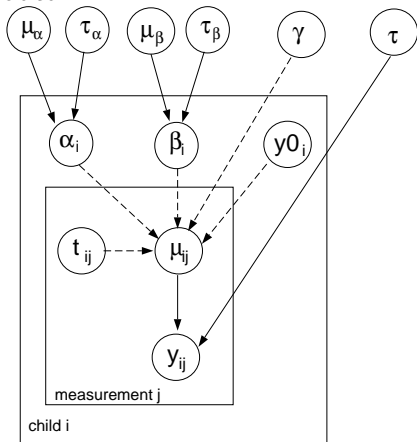 μα τα μβ τβ γ τ
αi βi y0i
tij μij
yij
measurement j
child i